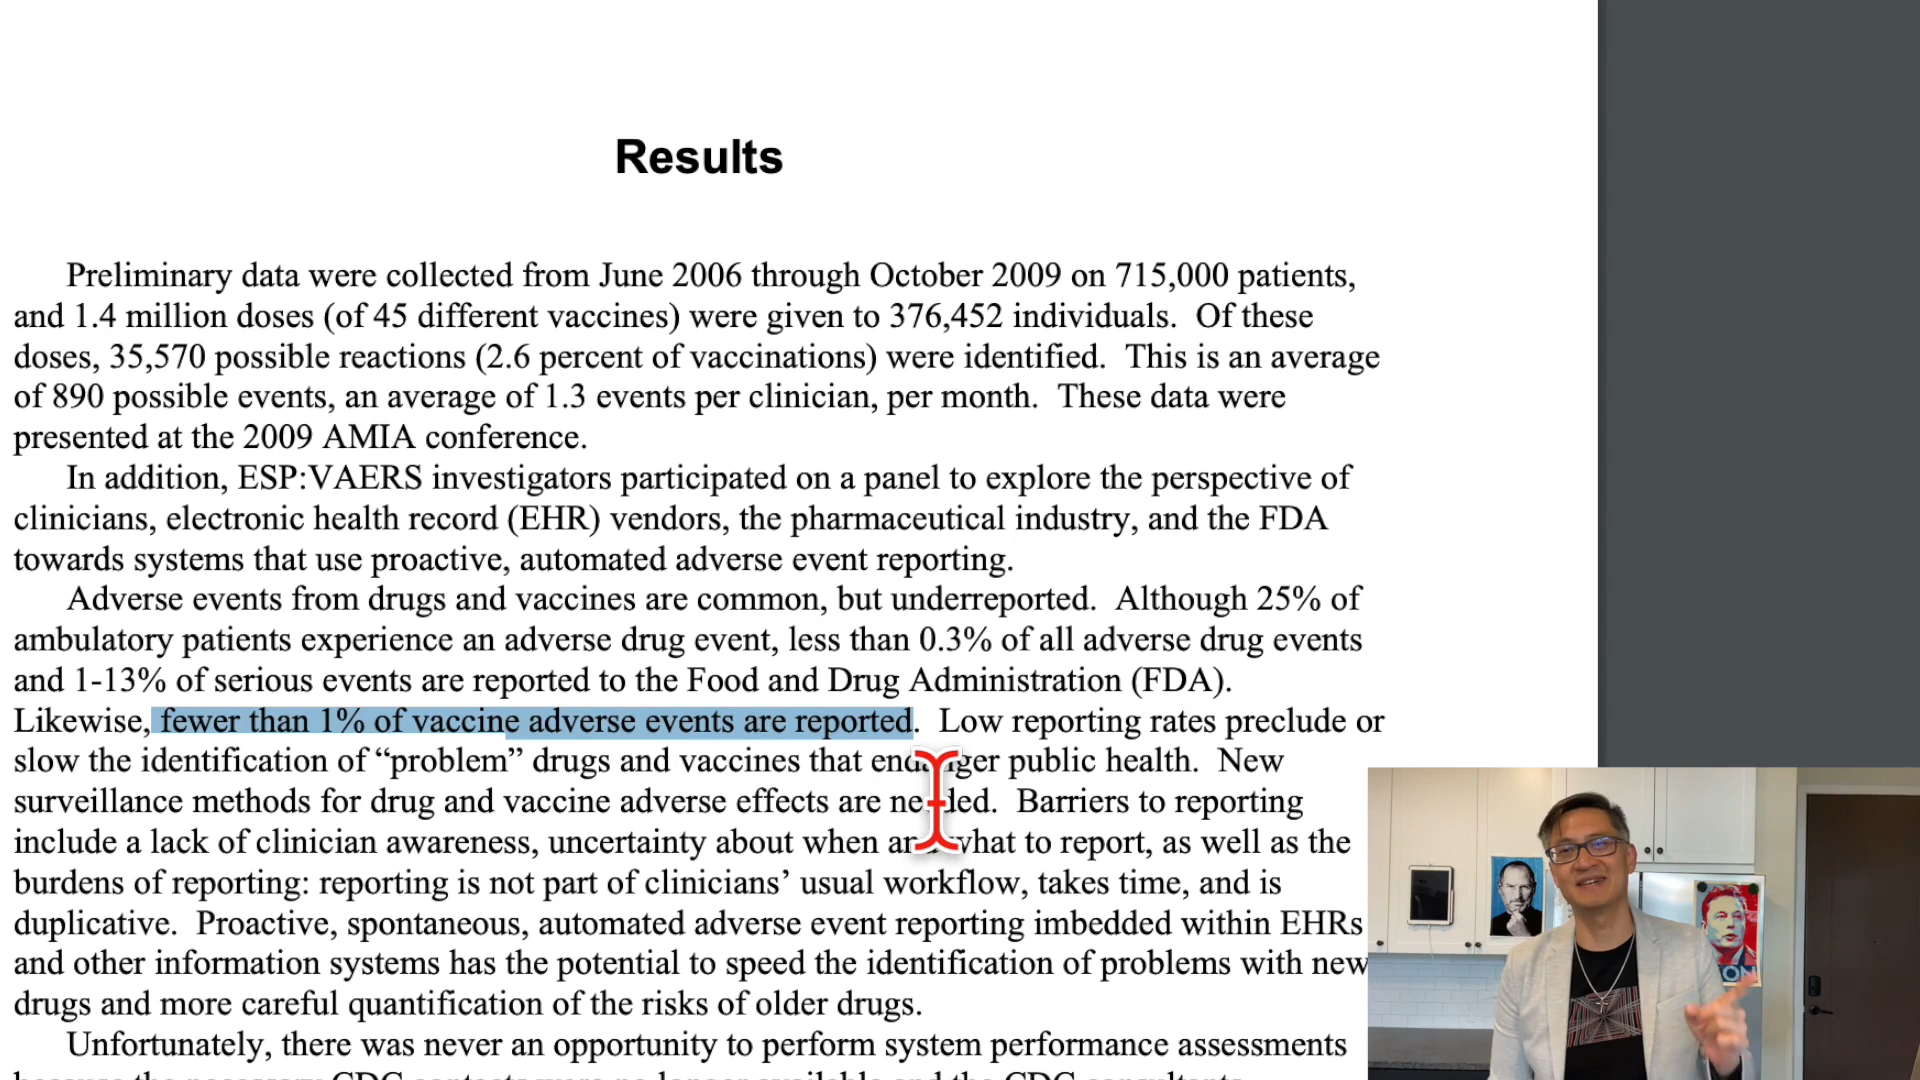 Results
Preliminary data were collected from June 2006 through October 2009 on 715,000 patients,
and 1.4 million doses (of 45 different vaccines) were given to 376,452 individuals.  Of these
doses, 35,570 possible reactions (2.6 percent of vaccinations) were identified.  This is an average
of 890 possible events, an average of 1.3 events per clinician, per month.  These data were
presented at the 2009 AMIA conference.
In addition, ESP:VAERS investigators participated on a panel to explore the perspective of
clinicians, electronic health record (EHR) vendors, the pharmaceutical industry, and the FDA
towards systems that use proactive, automated adverse event reporting.
Adverse events from drugs and vaccines are common, but underreported.  Although 25% of
ambulatory patients experience an adverse drug event, less than 0.3% of all adverse drug events
and 1-13% of serious events are reported to the Food and Drug Administration (FDA).
Likewise, fewer than 1% of vaccine adverse events are reported.  Low reporting rates preclude or
slow the identification of “problem” drugs and vaccines that endanger public health.  New
surveillance methods for drug and vaccine adverse effects are needed.  Barriers to reporting
include a lack of clinician awareness, uncertainty about when and what to report, as well as the
burdens of reporting: reporting is not part of clinicians’ usual workflow, takes time, and is
duplicative.  Proactive, spontaneous, automated adverse event reporting imbedded within EHRs
and other information systems has the potential to speed the identification of problems with new
drugs and more careful quantification of the risks of older drugs.
Unfortunately, there was never an opportunity to perform system performance assessments
ON